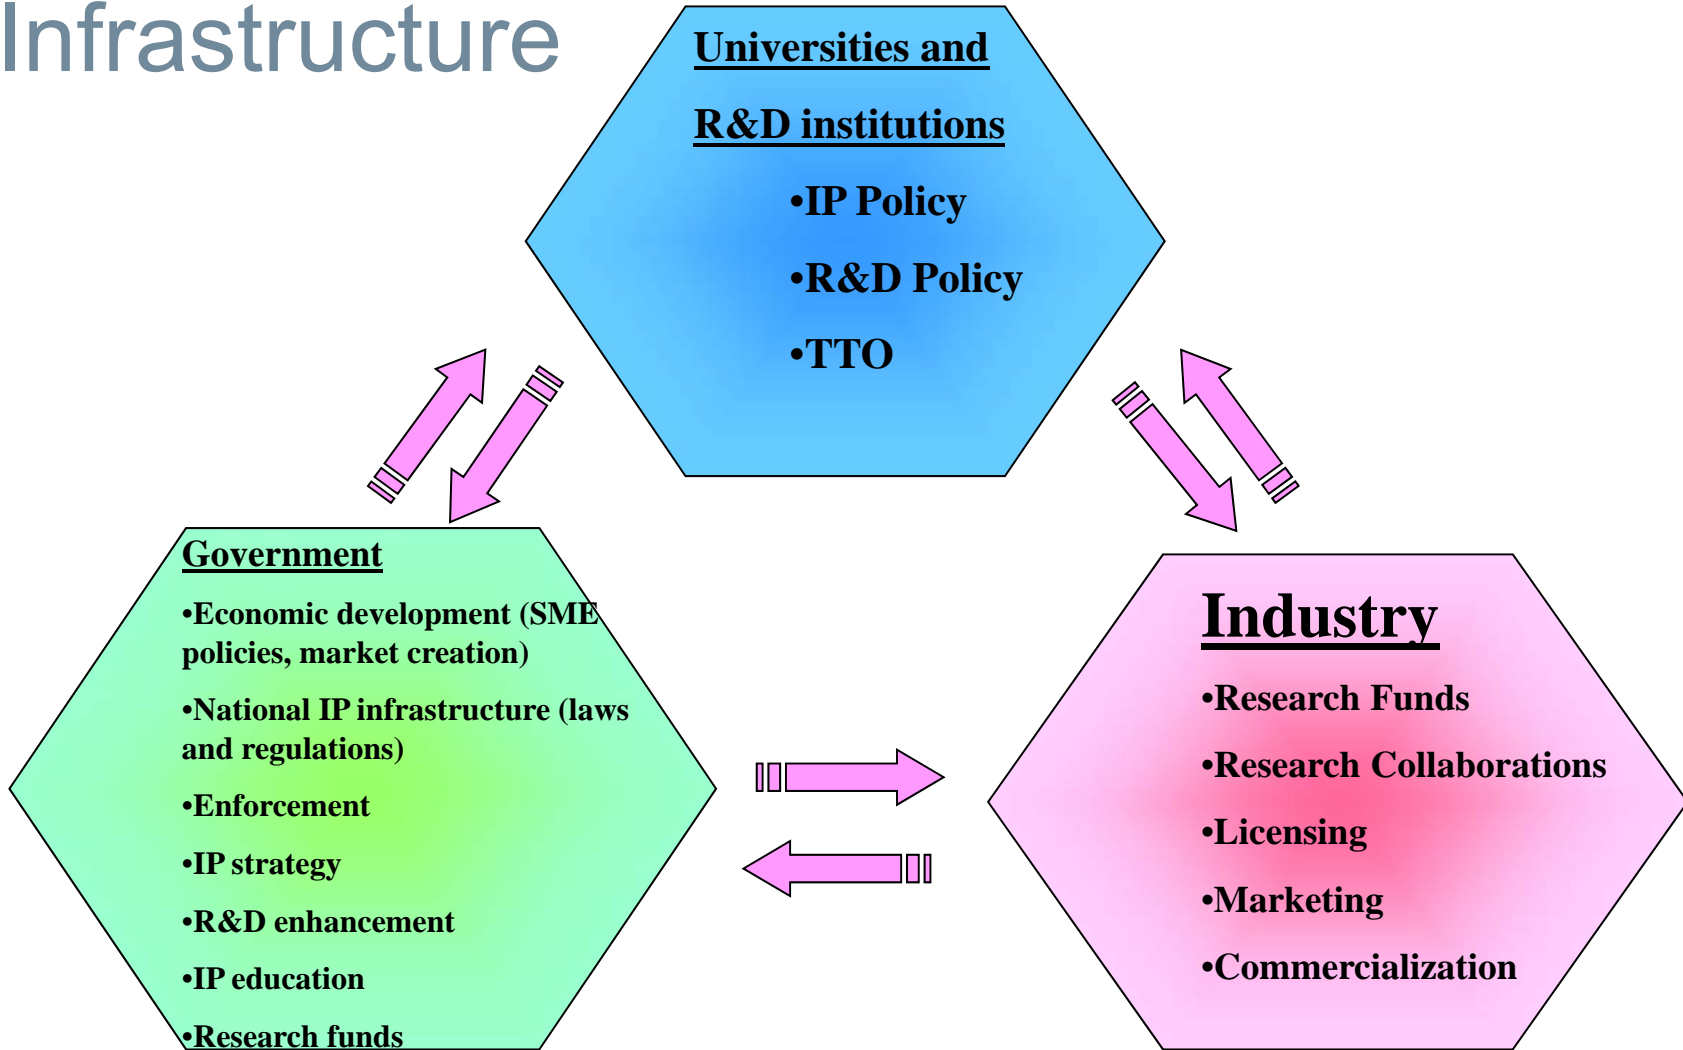 Infrastructure
Universities and
R&D institutions
•IP Policy
•R&D Policy
•TTO
Government
•Economic development (SME
policies, market creation)
•National IP infrastructure (laws
and regulations)
•Enforcement
•IP strategy
•R&D enhancement
•IP education
•Research funds
Industry
•Research Funds
•Research Collaborations
•Licensing
•Marketing
•Commercialization